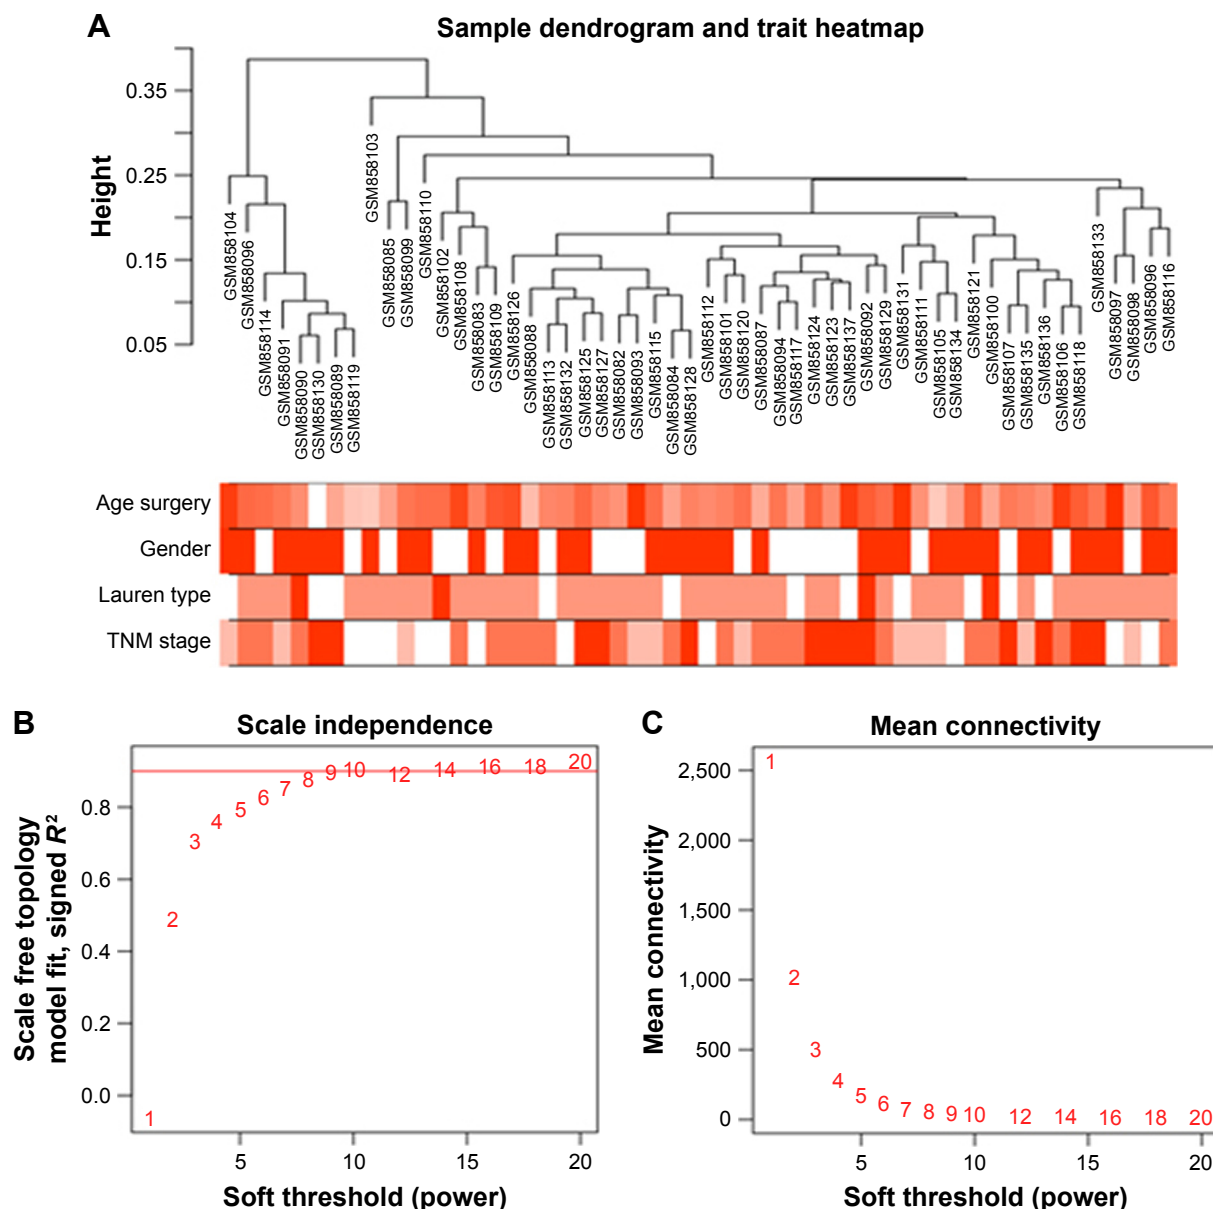 A
Sample dendrogram and trait heatmap
Height
0.35
0.25
0.15
0.05
GSM858104
GSM858096
GSM858114
GSM858091
GSM858090
GSM858130
GSM858089
GSM858119
GSM858103
GSM858085
GSM858099
GSM858110
GSM858102
GSM858108
GSM858083
GSM858109
GSM858126
GSM858088
GSM858113
GSM858132
GSM858125
GSM858127
GSM858082
GSM858093
GSM858115
GSM858084
GSM858128
GSM858112
GSM858101
GSM858120
GSM858087
GSM858094
GSM858117
GSM858124
GSM858123
GSM858137
GSM858092
GSM858129
GSM858131
GSM858111
GSM858105
GSM858134
GSM858121
GSM858100
GSM858107
GSM858135
GSM858136
GSM858106
GSM858118
GSM858133
GSM858097
GSM858098
GSM858096
GSM858116
Age surgery
Gender
Lauren type
TNM stage
B
Scale independence
Scale free topology
model fit, signed R²
0.8
0.6
0.4
0.2
0.0
1
2
3
4
5
6
7
8
9
10
12
14
16
18
20
5
10
15
20
Soft threshold (power)
C
Mean connectivity
Mean connectivity
2,500
2,000
1,500
1,000
500
0
1
2
3
4
5
6
7
8
9
10
12
14
16
18
20
5
10
15
20
Soft threshold (power)